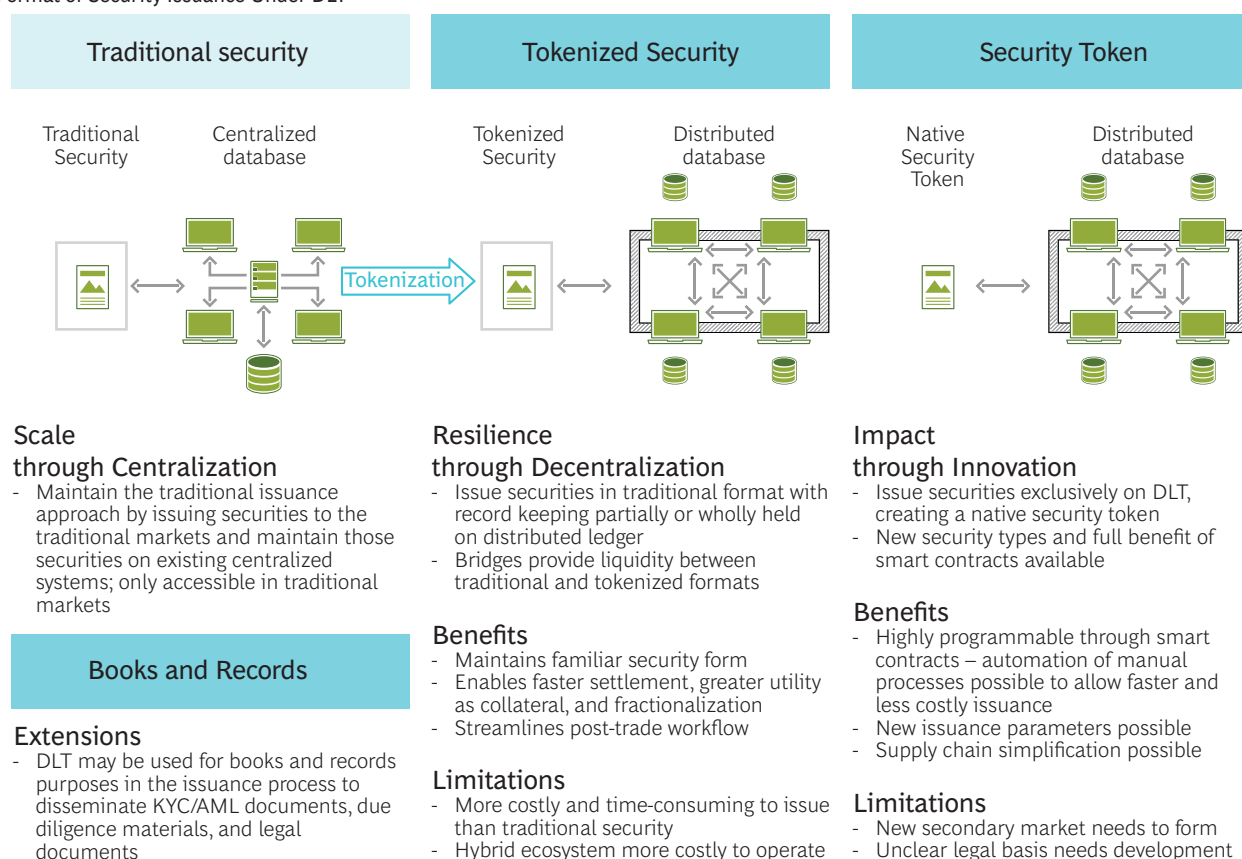 ormat of Security Issuance Under DLT
Traditional security
Traditional
Security
Centralized
database
Tokenization
Scale
through Centralization
- Maintain the traditional issuance
approach by issuing securities to the
traditional markets and maintain those
securities on existing centralized
systems; only accessible in traditional
markets
Books and Records
Extensions
- DLT may be used for books and records
purposes in the issuance process to
disseminate KYC/AML documents, due
diligence materials, and legal
documents
Tokenized Security
Tokenized
Security
Distributed
database
Resilience
through Decentralization
- Issue securities in traditional format with
record keeping partially or wholly held
on distributed ledger
- Bridges provide liquidity between
traditional and tokenized formats
Benefits
- Maintains familiar security form
- Enables faster settlement, greater utility
as collateral, and fractionalization
- Streamlines post-trade workflow
Limitations
- More costly and time-consuming to issue
than traditional security
- Hybrid ecosystem more costly to operate
Security Token
Native
Security
Token
Distributed
database
Impact
through Innovation
- Issue securities exclusively on DLT,
creating a native security token
- New security types and full benefit of
smart contracts available
Benefits
- Highly programmable through smart
contracts – automation of manual
processes possible to allow faster and
less costly issuance
- New issuance parameters possible
- Supply chain simplification possible
Limitations
- New secondary market needs to form
- Unclear legal basis needs development